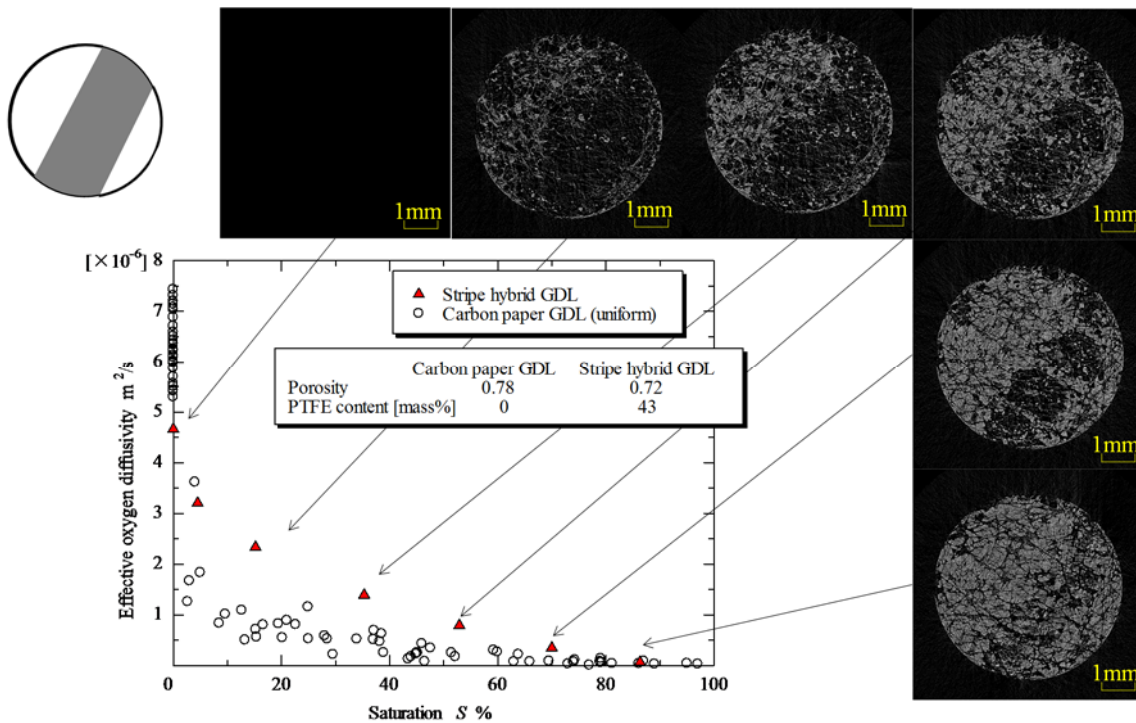 1mm
1mm
1mm
1mm
[×10⁻⁶] 8
7
6
5
4
3
2
1
Effective oxygen diffusivity m²/s
Stripe hybrid GDL
Carbon paper GDL (uniform)
Carbon paper GDL Stripe hybrid GDL
Porosity 0.78 0.72
PTFE content [mass%] 0 43
1mm
1mm
0 20 40 60 80 100
Saturation S %